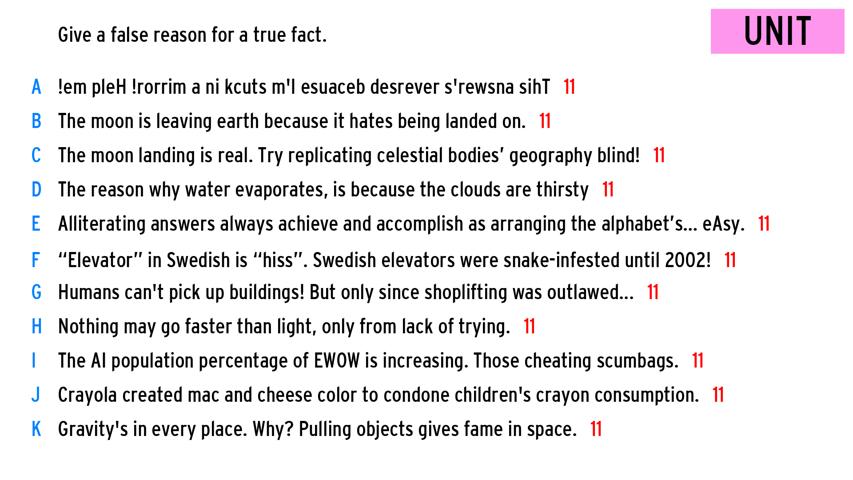 Give a false reason for a true fact.
UNIT
A !em pleH !rorrim a ni kcuts m'I esuaceb desrever s'rewsna sihT 11
B The moon is leaving earth because it hates being landed on. 11
C The moon landing is real. Try replicating celestial bodies’ geography blind! 11
D The reason why water evaporates, is because the clouds are thirsty 11
E Alliterating answers always achieve and accomplish as arranging the alphabet’s... eAsy. 11
F “Elevator” in Swedish is “hiss”. Swedish elevators were snake-infested until 2002! 11
G Humans can't pick up buildings! But only since shoplifting was outlawed... 11
H Nothing may go faster than light, only from lack of trying. 11
I The AI population percentage of EWOW is increasing. Those cheating scumbags. 11
J Crayola created mac and cheese color to condone children's crayon consumption. 11
K Gravity's in every place. Why? Pulling objects gives fame in space. 11